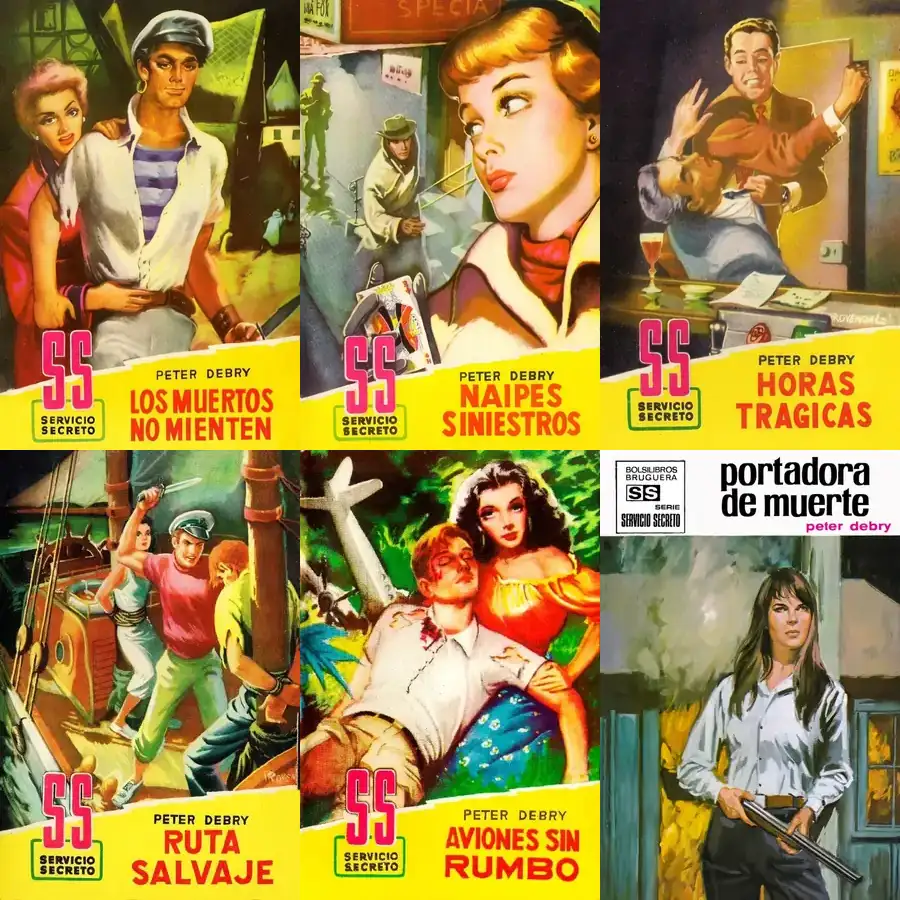 PETER DEBRY
LOS MUERTOS
NO MIENTEN
SS
SERVICIO
SECRETO
SPECIA
PETER DEBRY
NAIPES
SINIESTROS
SS
SERVICIO
SECRETO
PETER DEBRY
HORAS
TRAGICAS
SS
SERVICIO
SECRETO
PETER DEBRY
RUTA
SALVAJE
SS
SERVICIO
SECRETO
PETER DEBRY
AVIONES SIN
RUMBO
SS
SERVICIO
SECRETO
BOLSILIBROS
BRUGUERA
SS
SERIE
SERVICIO SECRETO
portadora
de muerte
peter debry